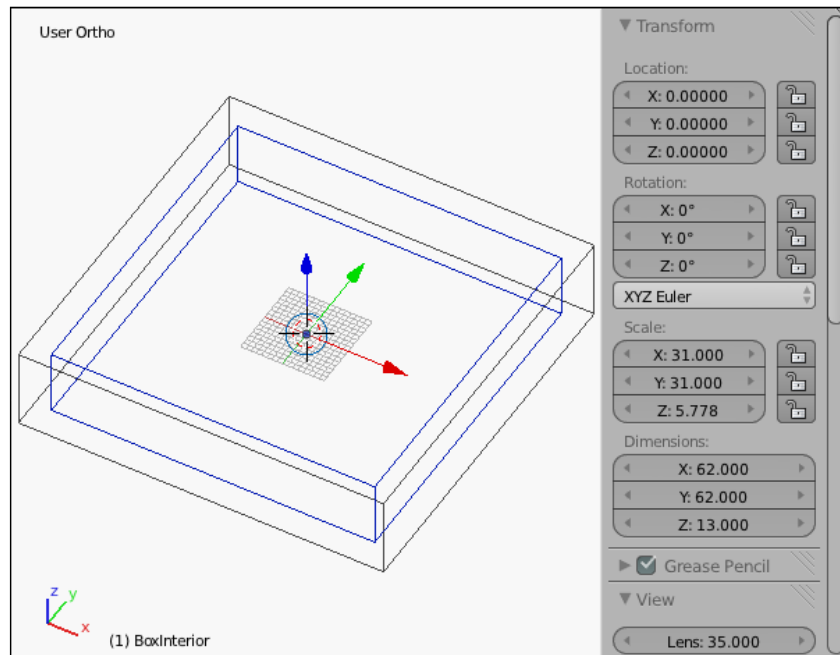 User Ortho
Transform
Location:
X: 0.00000
Y: 0.00000
Z: 0.00000
Rotation:
X: 0°
Y: 0°
Z: 0°
XYZ Euler
Scale:
X: 31.000
Y: 31.000
Z: 5.778
Dimensions:
X: 62.000
Y: 62.000
Z: 13.000
Grease Pencil
View
Lens: 35.000
z
y
x
(1) BoxInterior